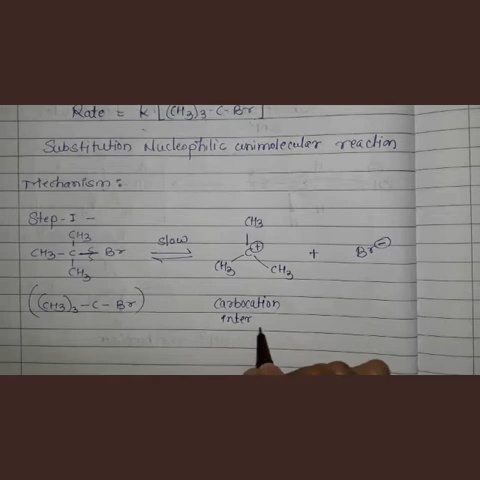 Rate = k [(CH3)3-C-Br]
Substitution Nucleophilic unimolecular reaction
Mechanism:
Step-I -
CH3 CH3
CH3-C-Br slow C+ + Br-
CH3 CH3 CH3
((CH3)3-C-Br) Carbocation
inter